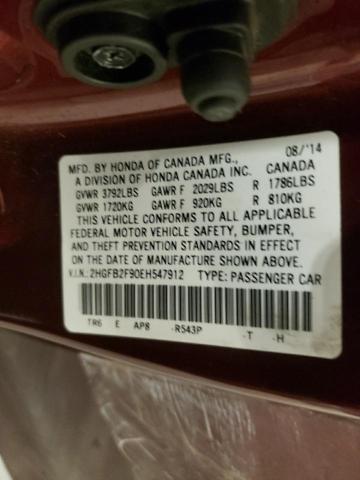 MFD. BY HONDA OF CANADA MFG., 08/'14
A DIVISION OF HONDA CANADA INC. CANADA
GVWR 3792LBS GAWR F 2029LBS R 1786LBS
GVWR 1720KG GAWR F 920KG R 810KG
THIS VEHICLE CONFORMS TO ALL APPLICABLE
FEDERAL MOTOR VEHICLE SAFETY, BUMPER,
AND THEFT PREVENTION STANDARDS IN EFFECT
ON THE DATE OF MANUFACTURE SHOWN ABOVE.
V.I.N.: 2HGFB2F90EH547912 TYPE: PASSENGER CAR
TR6 E AP8 -R543P -T -H